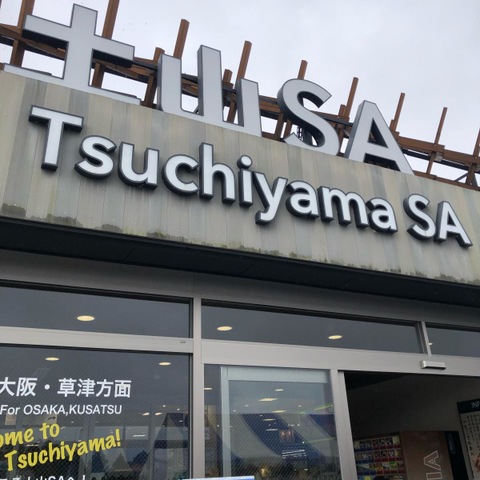 土山SA
Tsuchiyama SA
大阪・草津方面
For OSAKA,KUSATSU
ome to
Tsuchiyama!